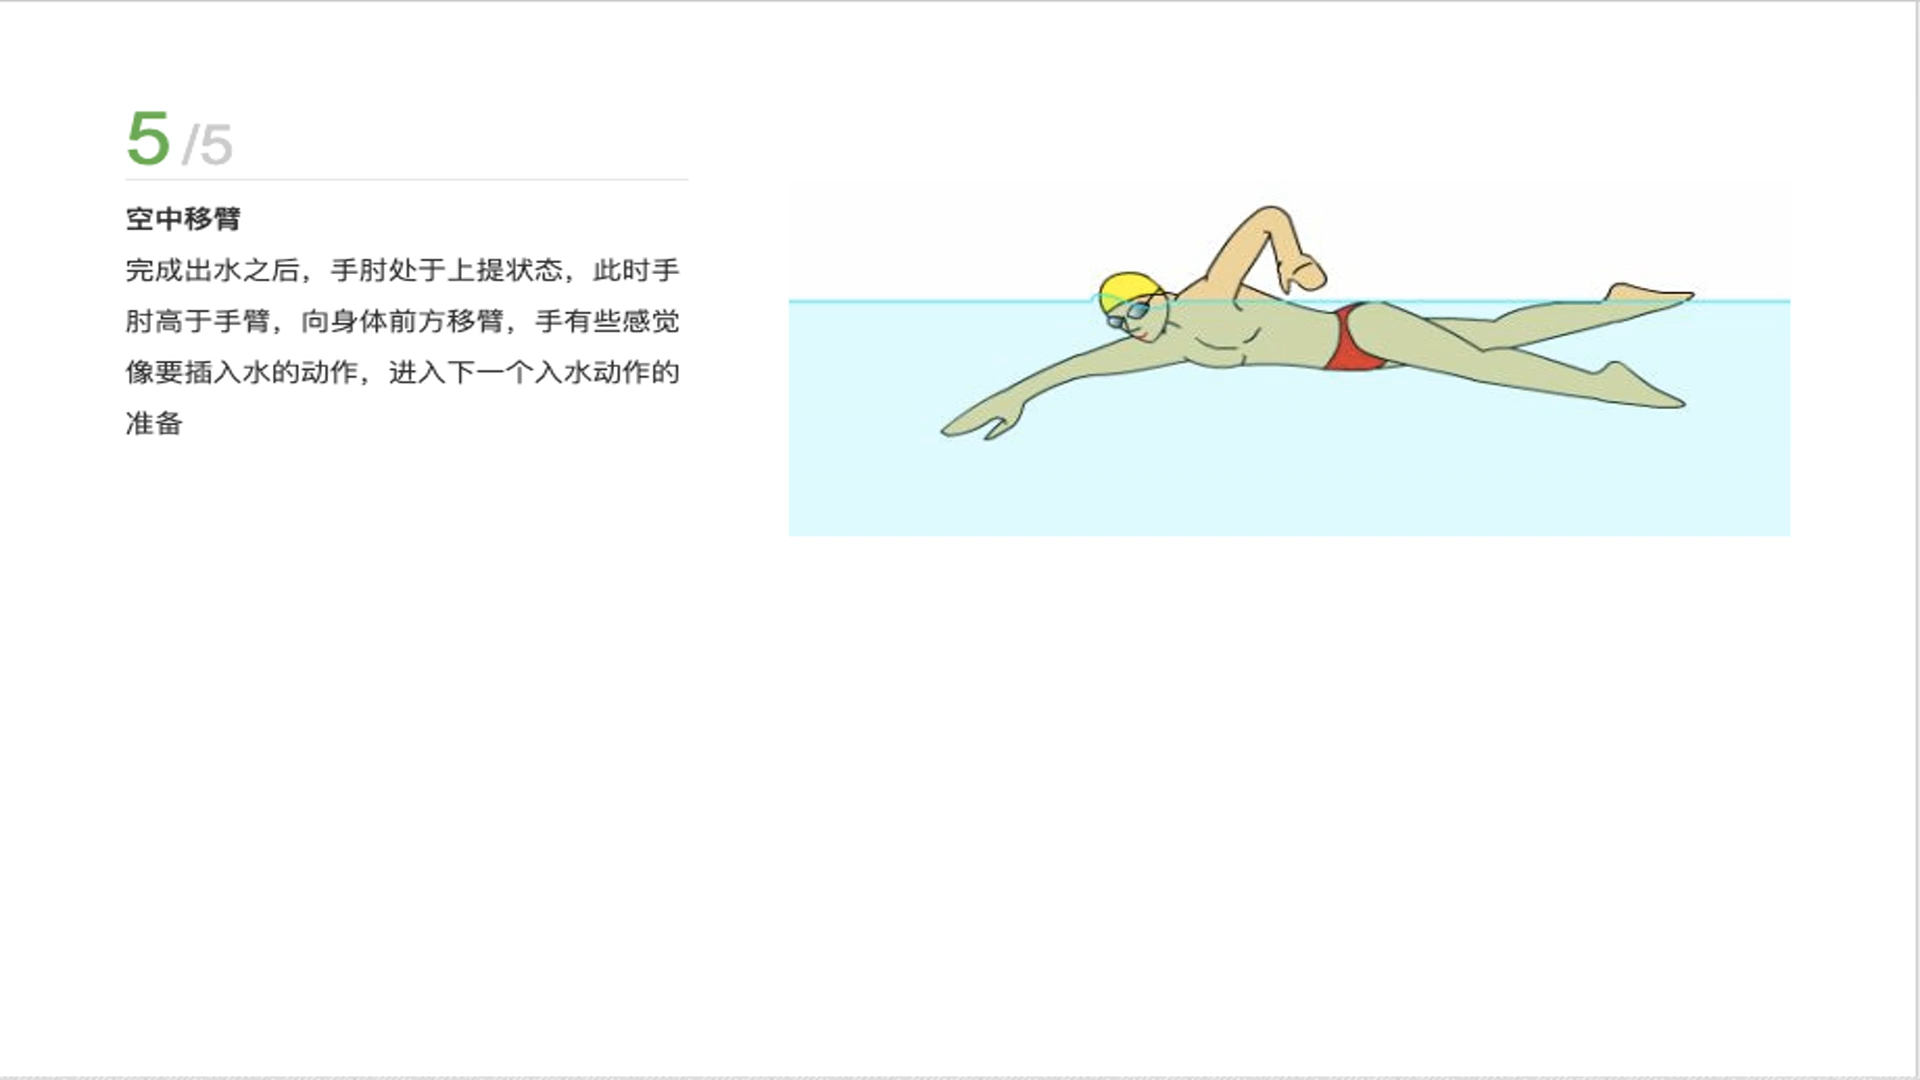 5 /5
空中移臂
完成出水之后，手肘处于上提状态，此时手
肘高于手臂，向身体前方移臂，手有些感觉
像要插入水的动作，进入下一个入水动作的
准备